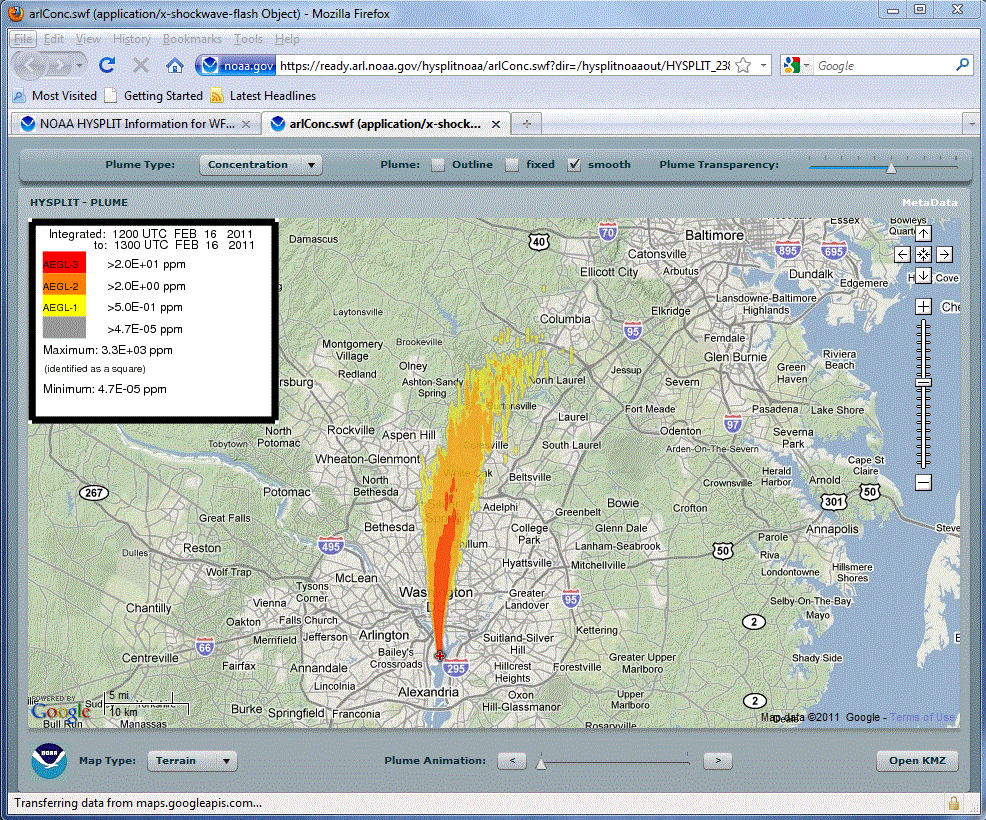 arlConc.swf (application/x-shockwave-flash Object) - Mozilla Firefox
File Edit View History Bookmarks Tools Help
noaa.gov https://ready.arl.noaa.gov/hysplitnoaa/arlConc.swf?dir=/hysplitnoaaout/HYSPLIT_23 Google
Most Visited Getting Started Latest Headlines
NOAA HYSPLIT Information for WF... arlConc.swf (application/x-shock...
Plume Type: Concentration Plume: Outline fixed smooth Plume Transparency:
HYSPLIT - PLUME MetaData
Integrated: 1200 UTC FEB 16 2011
to: 1300 UTC FEB 16 2011
AEGL-3 >2.0E+01 ppm
AEGL-2 >2.0E+00 ppm
AEGL-1 >5.0E-01 ppm
>4.7E-05 ppm
Maximum: 3.3E+03 ppm
(identified as a square)
Minimum: 4.7E-05 ppm
Essex Bowleys
Quart
Damascus 40 70 Baltimore
Catonsville 895 695
Ellicott City Arbutus Dundalk
Edgemere Cove
Lansdowne-Baltimore
Highlands
Laytonsville Columbia Elkridge Che
95 Ferndale
Montgomery
Village
Brookeville
Glen Burnie Riviera
Beach
Redland Olney Jessup Severn Green
Haven
Ashton-Sandy
Spring
North Laurel
rsburg
Burtonsville Fort Meade Pasadena Lake Shore
Laurel 97
North
Potomac
Rockville Aspen Hill Odenton Severna
Park
Tobytown Colesville South Laurel Arden-On-The-Severn
Wheaton-Glenmont Cape St
Claire
North
Bethesda
Beltsville Herald
Harbor
Arnold 50
267 Potomac Crownsville 301
Adelphi Bowie Crofton
Great Falls Bethesda Greenbelt Annapolis
College
Park
Glenn Dale Parole Steve
Reston 495 Lanham-Seabrook 50 Riva
Dulles Hyattsville Mitchellville Londontowne Hillsmere
Shores
Wolf Trap McLean
Tysons
Corner
Washington Greater
Landover
95 Selby-On-The-Bay
Chantilly Vienna Mayo
Oakton Falls Church Kettering 2
Merrifield Jefferson Arlington Suitland-Silver
Hill
66 Bailey's
Crossroads
Centreville Fairfax Annandale 295 Hillcrest
Heights
Forestville Greater Upper
Marlboro
Shady Side
Lincolnia Alexandria Oxon
Hill-Glassmanor
Upper
Marlboro
2
Burke Springfield Franconia Rosaryville
POWERED BY
Google 5 mi
10 km
Bull Run Manassas
Map data ©2011 Google - Terms of Use
NOAA Map Type: Terrain Plume Animation: < > Open KMZ
Transferring data from maps.googleapis.com...